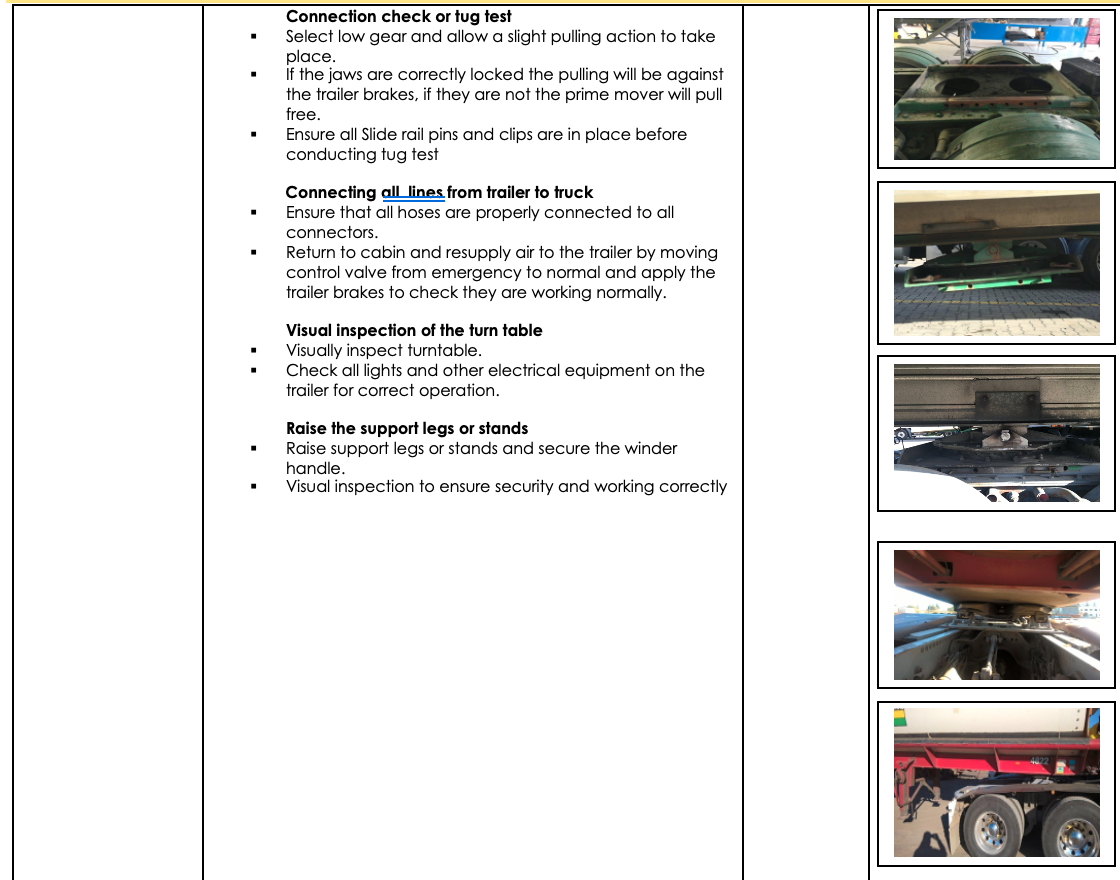 Connection check or tug test
▪ Select low gear and allow a slight pulling action to take
place.
▪ If the jaws are correctly locked the pulling will be against
the trailer brakes, if they are not the prime mover will pull
free.
▪ Ensure all Slide rail pins and clips are in place before
conducting tug test
Connecting all  lines from trailer to truck
▪ Ensure that all hoses are properly connected to all
connectors.
▪ Return to cabin and resupply air to the trailer by moving
control valve from emergency to normal and apply the
trailer brakes to check they are working normally.
Visual inspection of the turn table
▪ Visually inspect turntable.
▪ Check all lights and other electrical equipment on the
trailer for correct operation.
Raise the support legs or stands
▪ Raise support legs or stands and secure the winder
handle.
▪ Visual inspection to ensure security and working correctly
4822